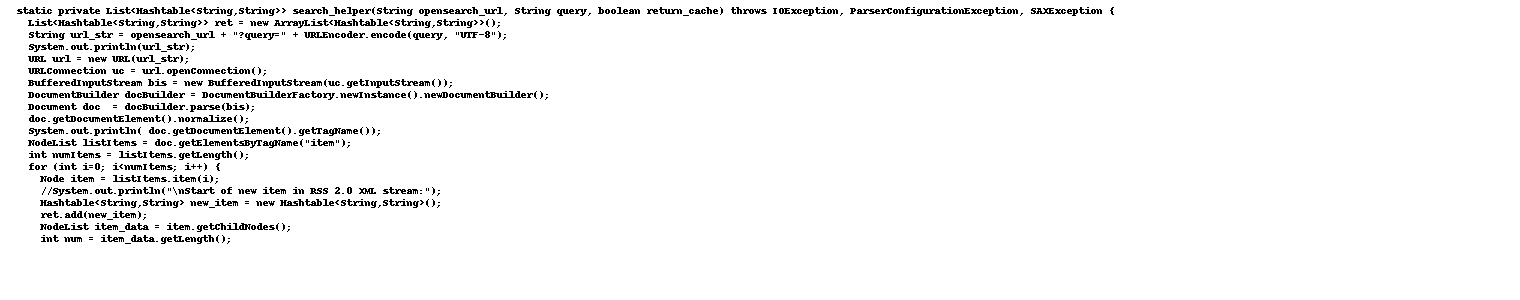 static private List<Hashtable<String,String>> search_helper(String opensearch_url, String query, boolean return_cache) throws IOException, ParserConfigurationException, SAXException {
List<Hashtable<String,String>> ret = new ArrayList<Hashtable<String,String>>();
String url_str = opensearch_url + "?query=" + URLEncoder.encode(query, "UTF-8");
System.out.println(url_str);
URL url = new URL(url_str);
URLConnection uc = url.openConnection();
BufferedInputStream bis = new BufferedInputStream(uc.getInputStream());
DocumentBuilder docBuilder = DocumentBuilderFactory.newInstance().newDocumentBuilder();
Document doc  = docBuilder.parse(bis);
doc.getDocumentElement().normalize();
System.out.println( doc.getDocumentElement().getTagName());
NodeList listItems = doc.getElementsByTagName("item");
int numItems = listItems.getLength();
for (int i=0; i<numItems; i++) {
Node item = listItems.item(i);
//System.out.println("\nStart of new item in RSS 2.0 XML stream:");
Hashtable<String,String> new_item = new Hashtable<String,String>();
ret.add(new_item);
NodeList item_data = item.getChildNodes();
int num = item_data.getLength();